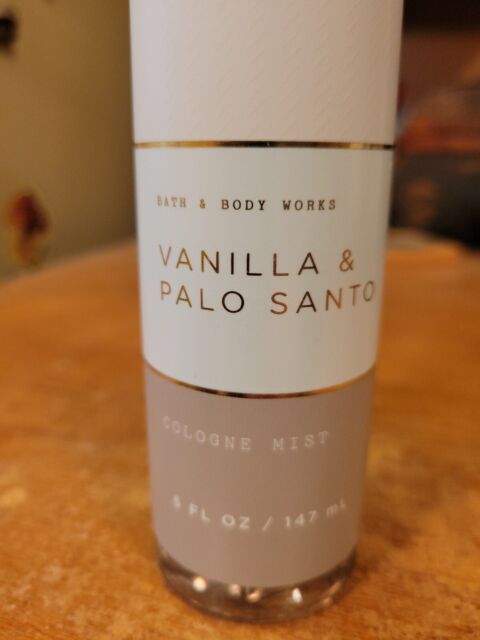 BATH & BODY WORKS
VANILLA &
PALO SANTO
COLOGNE MIST
5 FL OZ / 147 mL